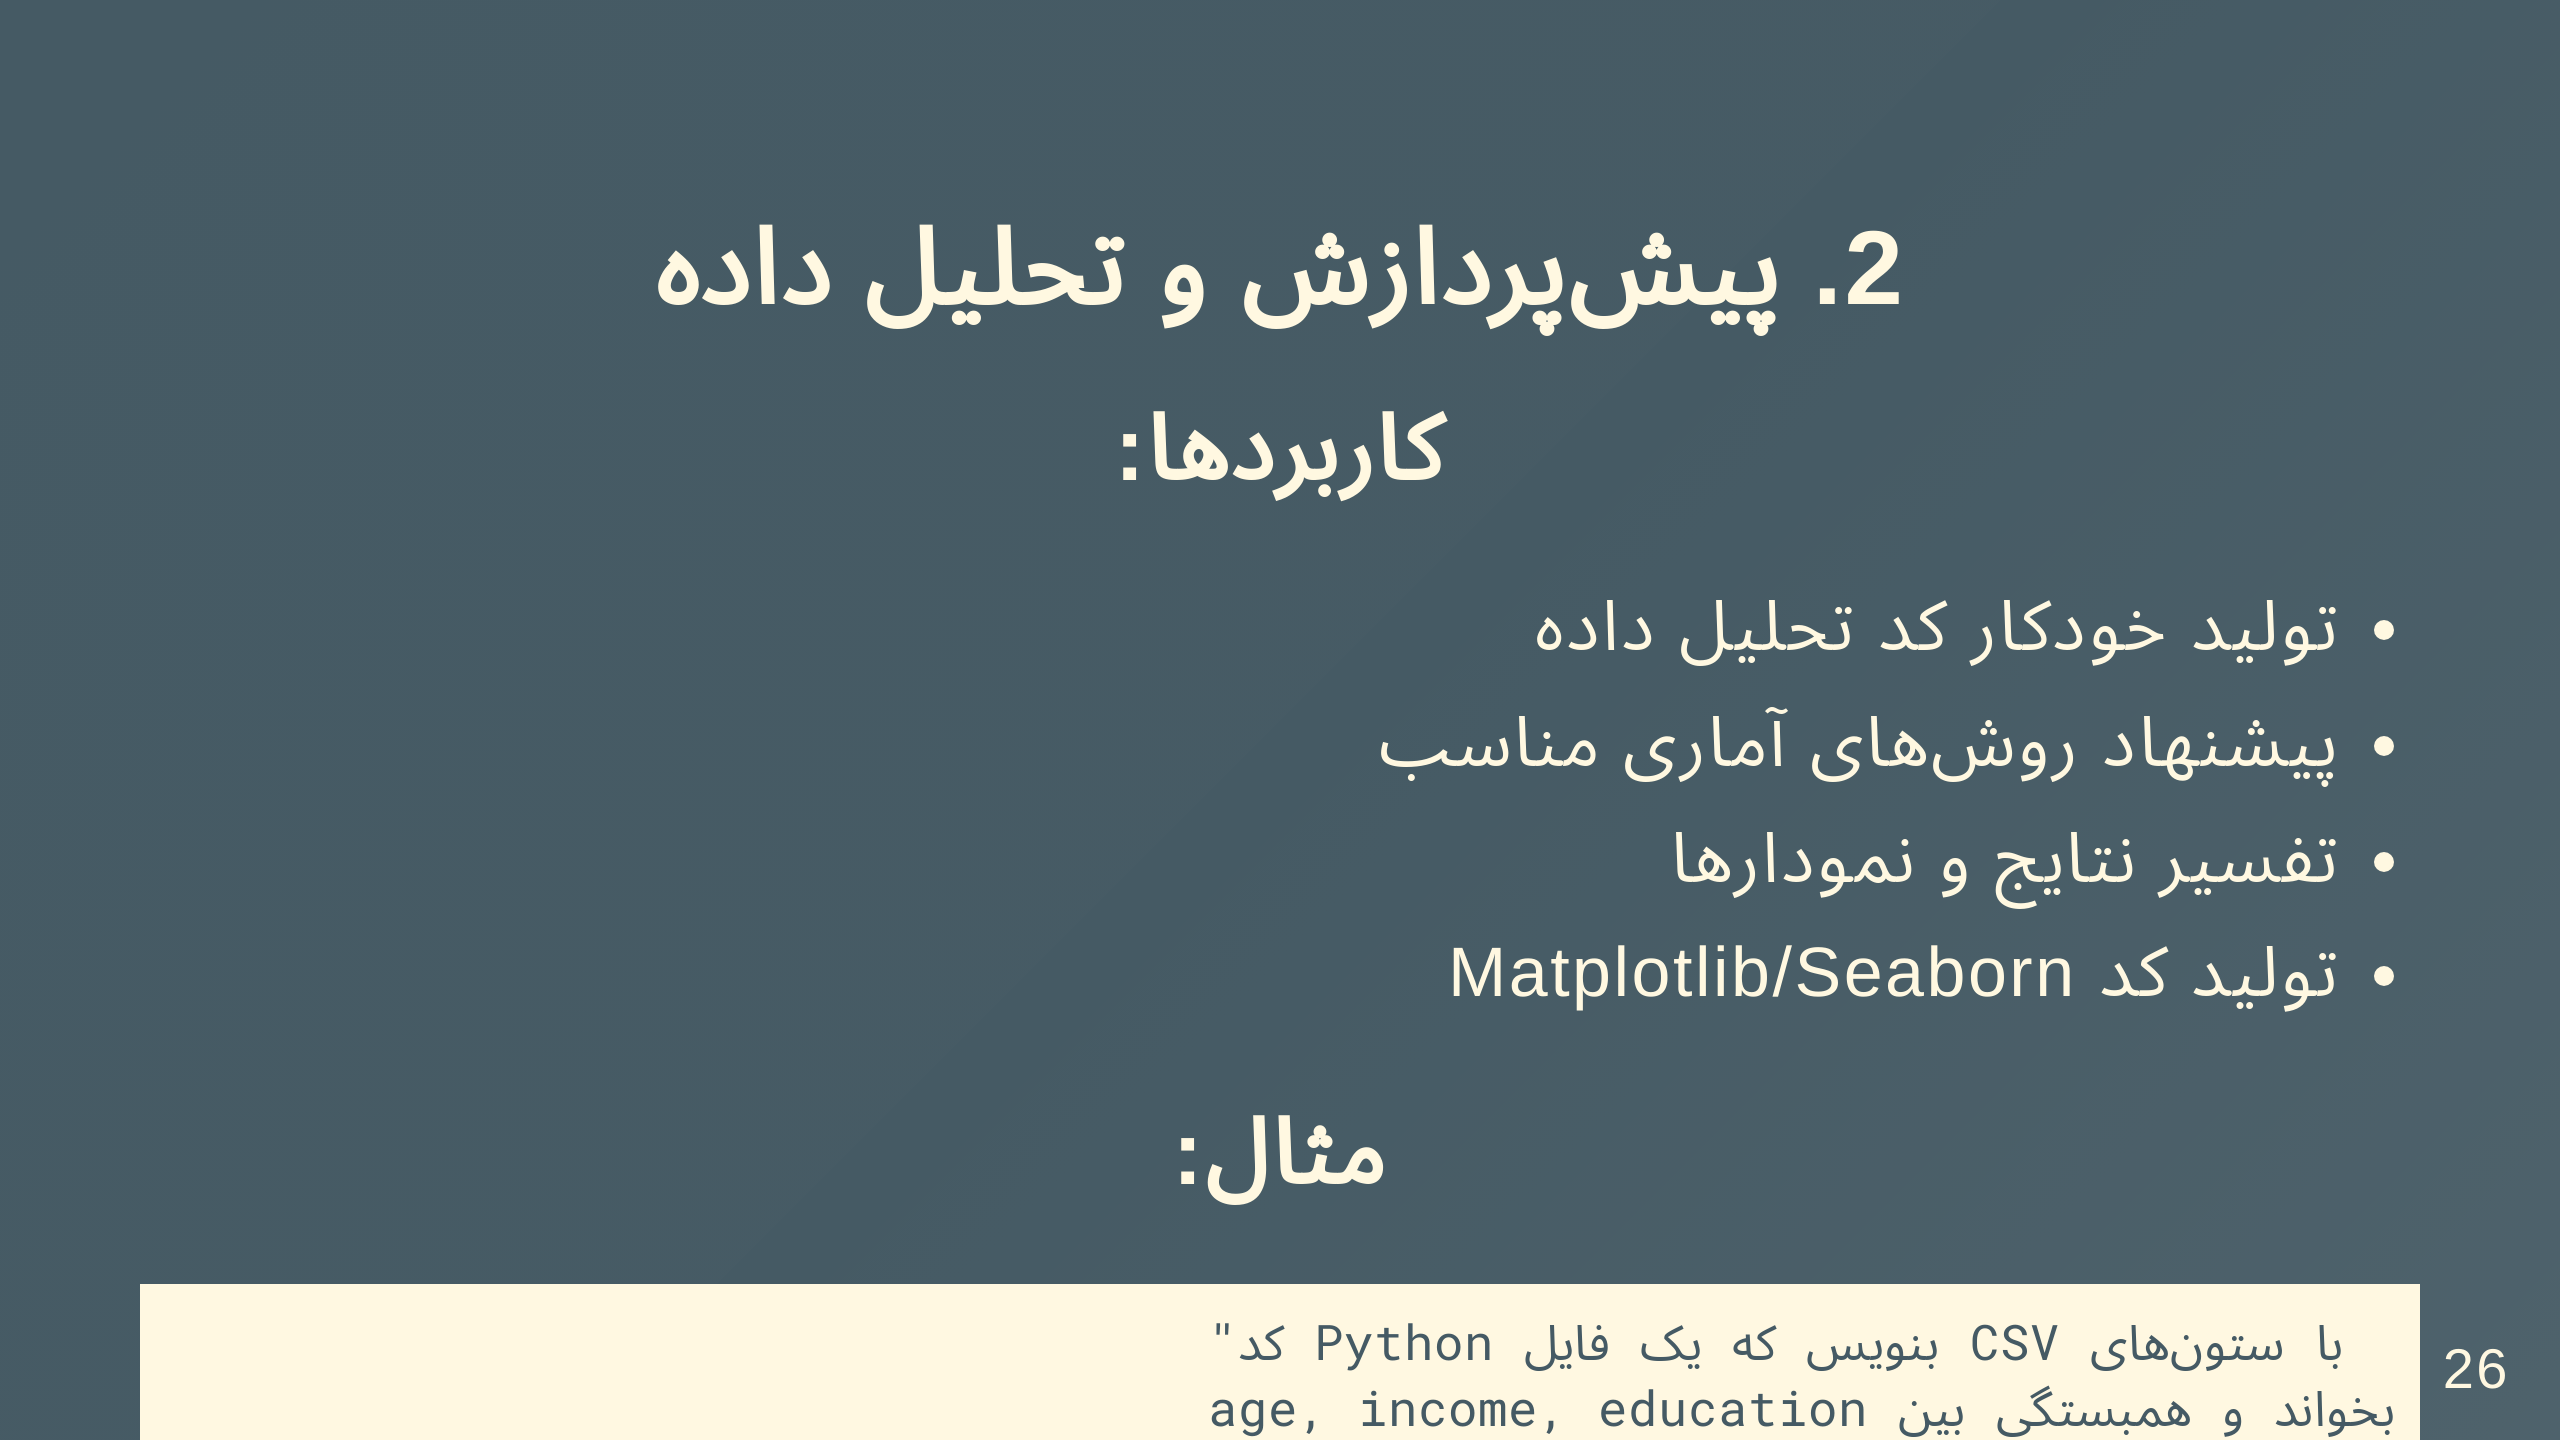 2. پیش‌پردازش و تحلیل داده
کاربردها:
• تولید خودکار کد تحلیل داده
• پیشنهاد روش‌های آماری مناسب
• تفسیر نتایج و نمودارها
• تولید کد Matplotlib/Seaborn
مثال:
"کد Python بنویس که یک فایل CSV با ستون‌های
age, income, education بخواند و همبستگی بین
26